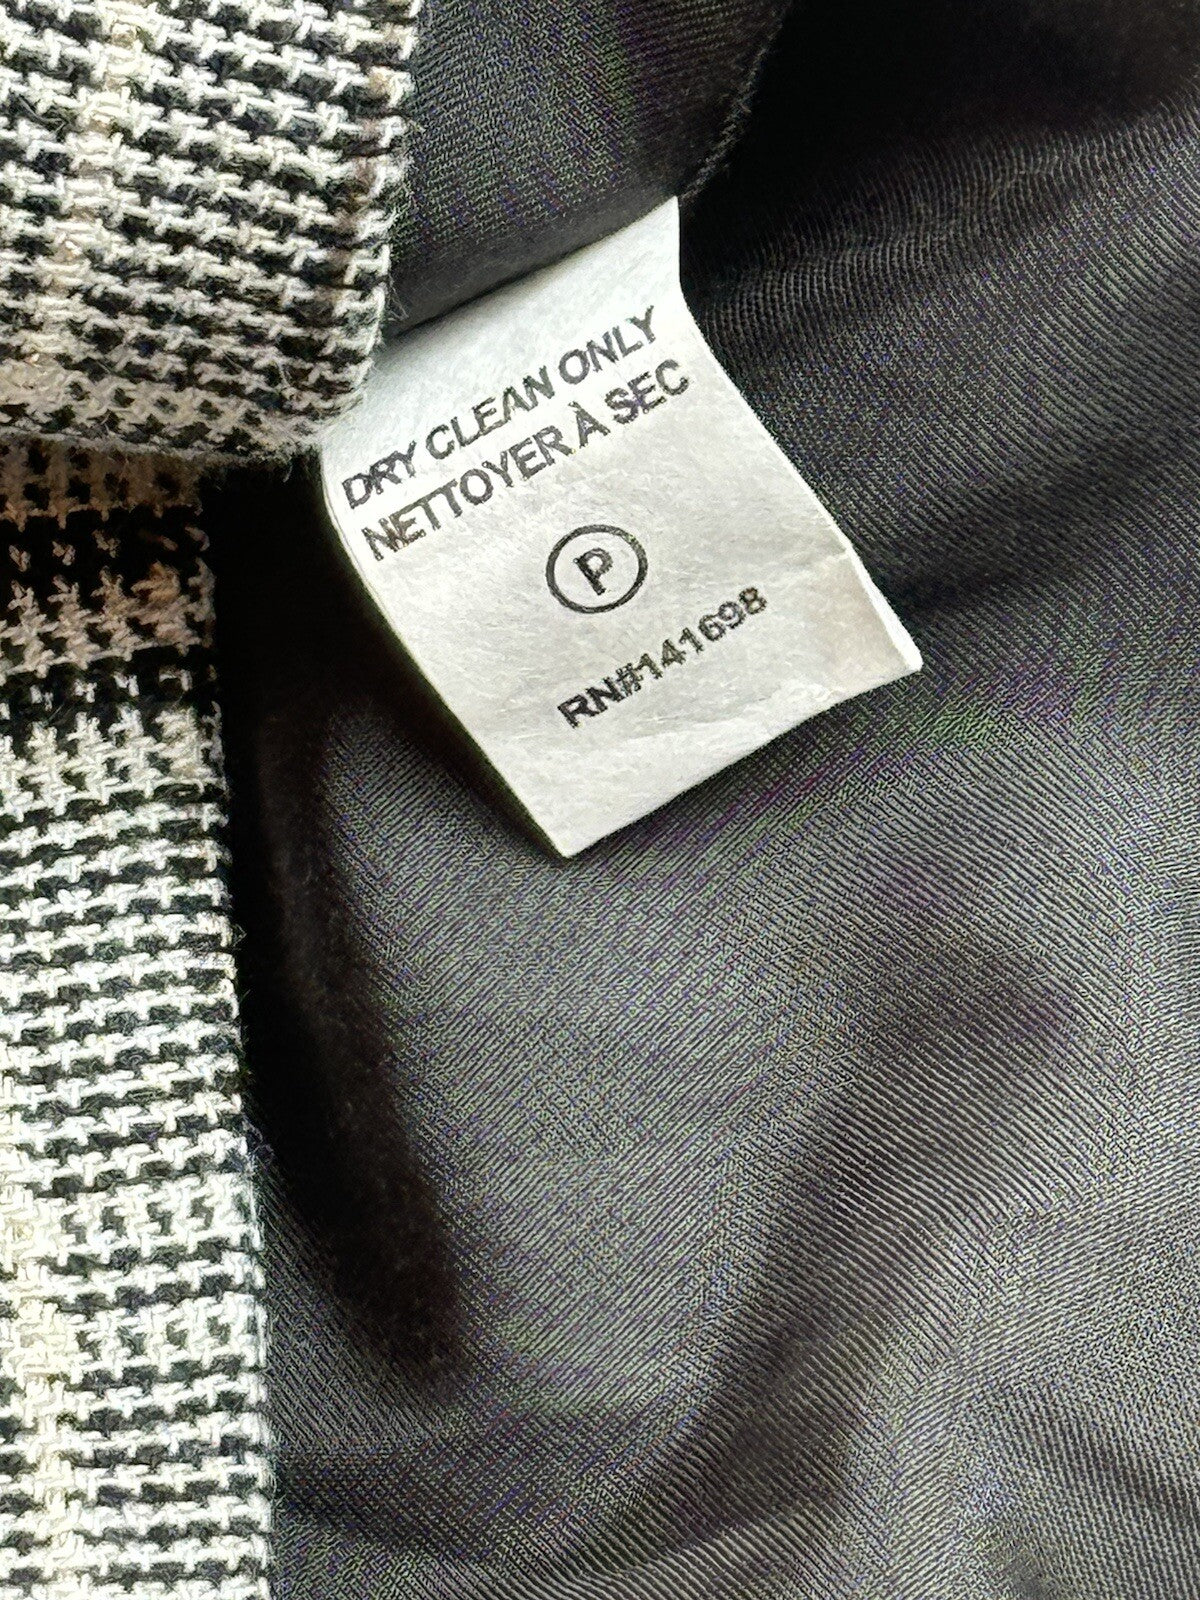 DRY CLEAN ONLY
NETTOYER À SEC
P
RN#141698